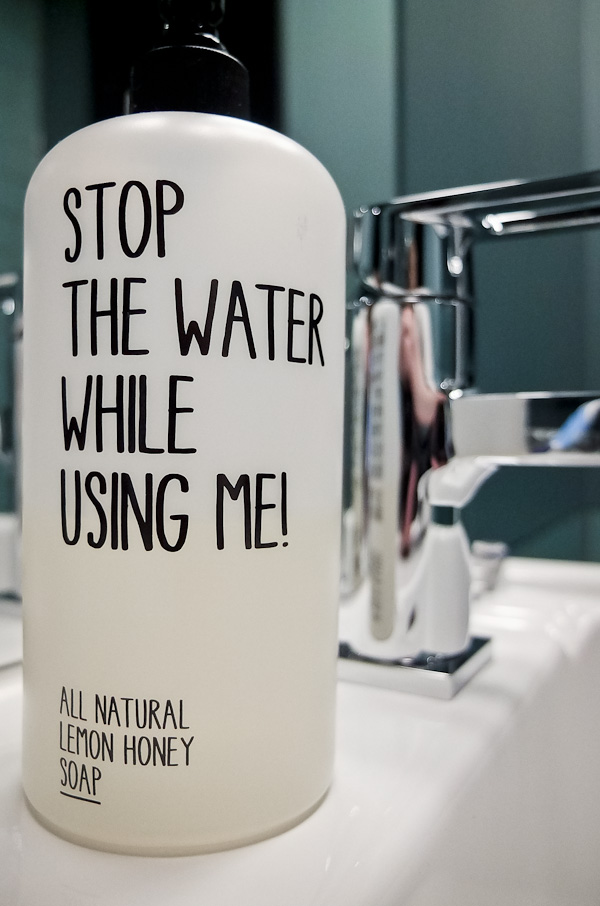 STOP
THE WATER
WHILE
USING ME!
ALL NATURAL
LEMON HONEY
SOAP